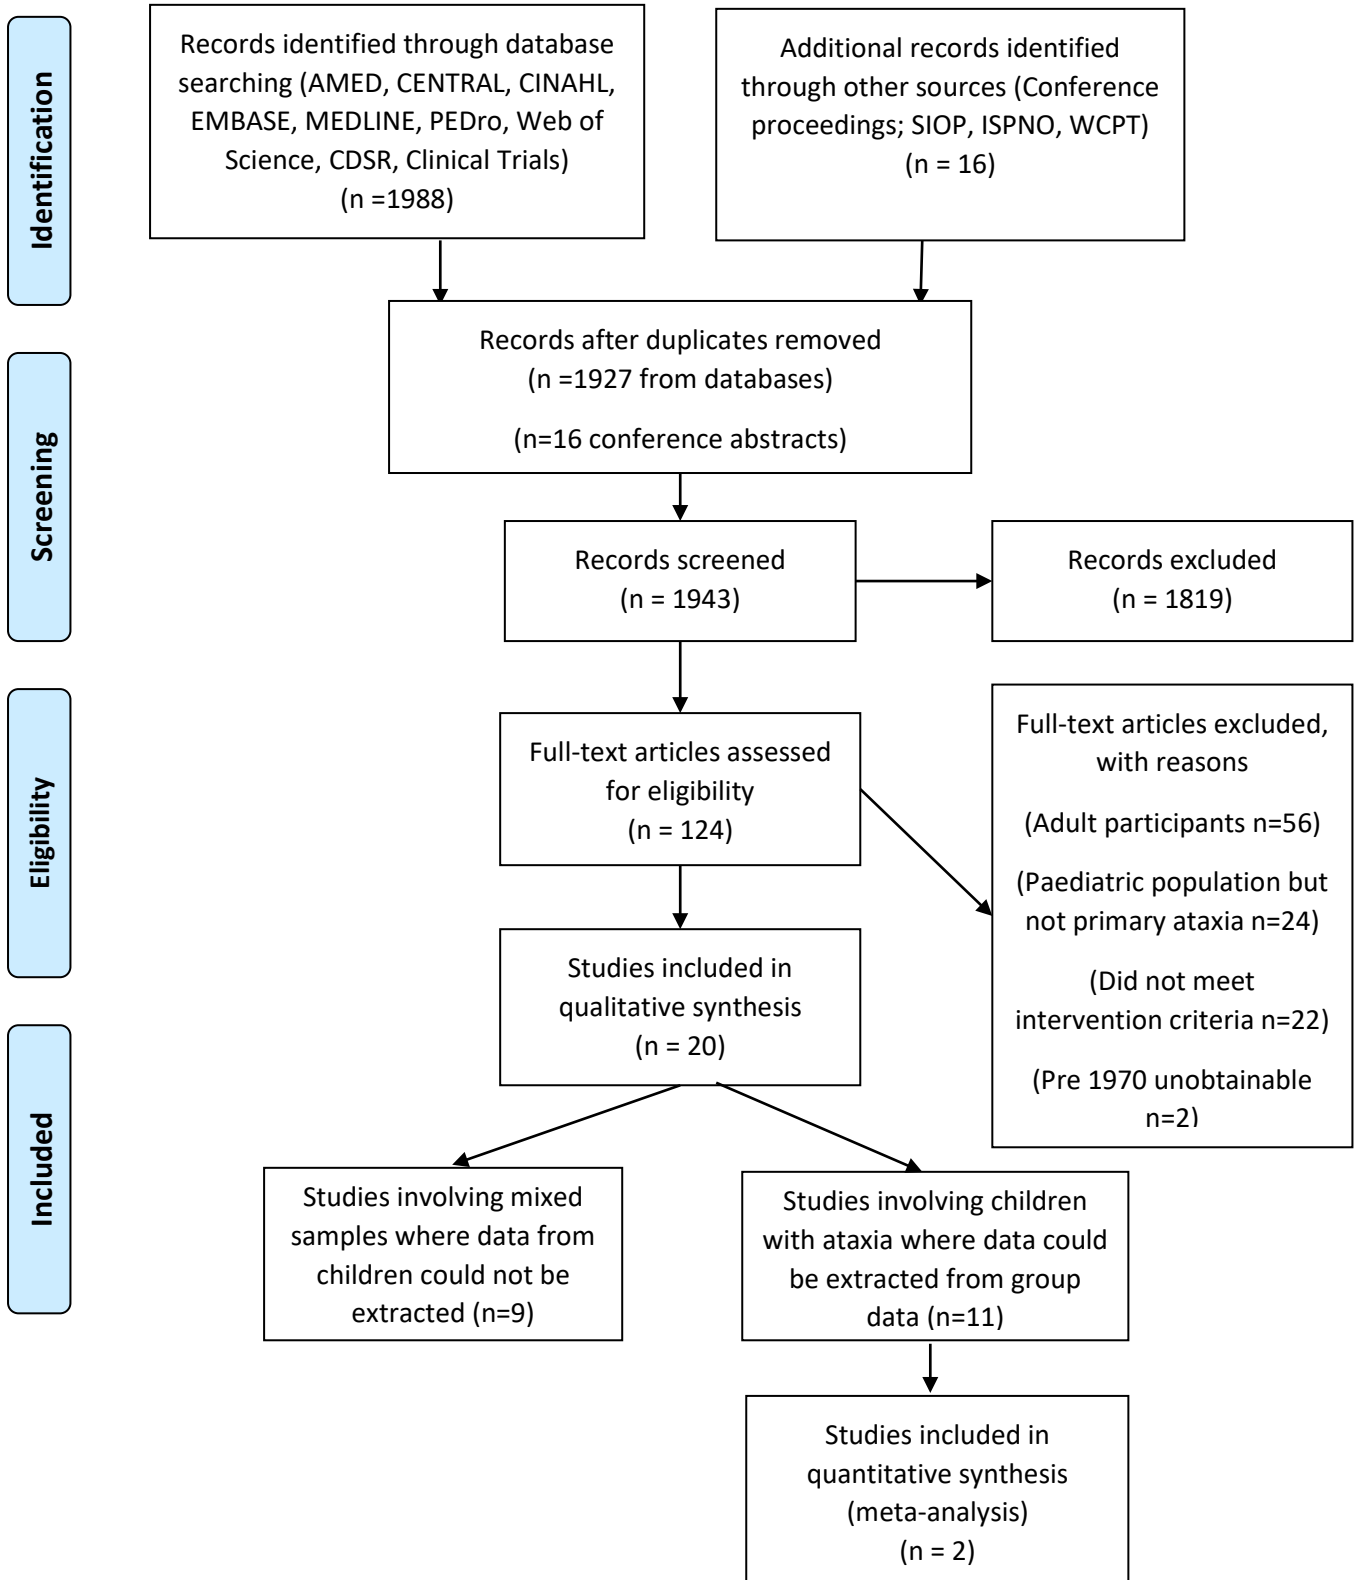 Identification
Records identified through database
searching (AMED, CENTRAL, CINAHL,
EMBASE, MEDLINE, PEDro, Web of
Science, CDSR, Clinical Trials)
(n =1988)
Additional records identified
through other sources (Conference
proceedings; SIOP, ISPNO, WCPT)
(n = 16)
Records after duplicates removed
(n =1927 from databases)
(n=16 conference abstracts)
Screening
Records screened
(n = 1943)
Records excluded
(n = 1819)
Eligibility
Full-text articles assessed
for eligibility
(n = 124)
Full-text articles excluded,
with reasons
(Adult participants n=56)
(Paediatric population but
not primary ataxia n=24)
(Did not meet
intervention criteria n=22)
(Pre 1970 unobtainable
n=2)
Studies included in
qualitative synthesis
(n = 20)
Included
Studies involving mixed
samples where data from
children could not be
extracted (n=9)
Studies involving children
with ataxia where data could
be extracted from group
data (n=11)
Studies included in
quantitative synthesis
(meta-analysis)
(n = 2)